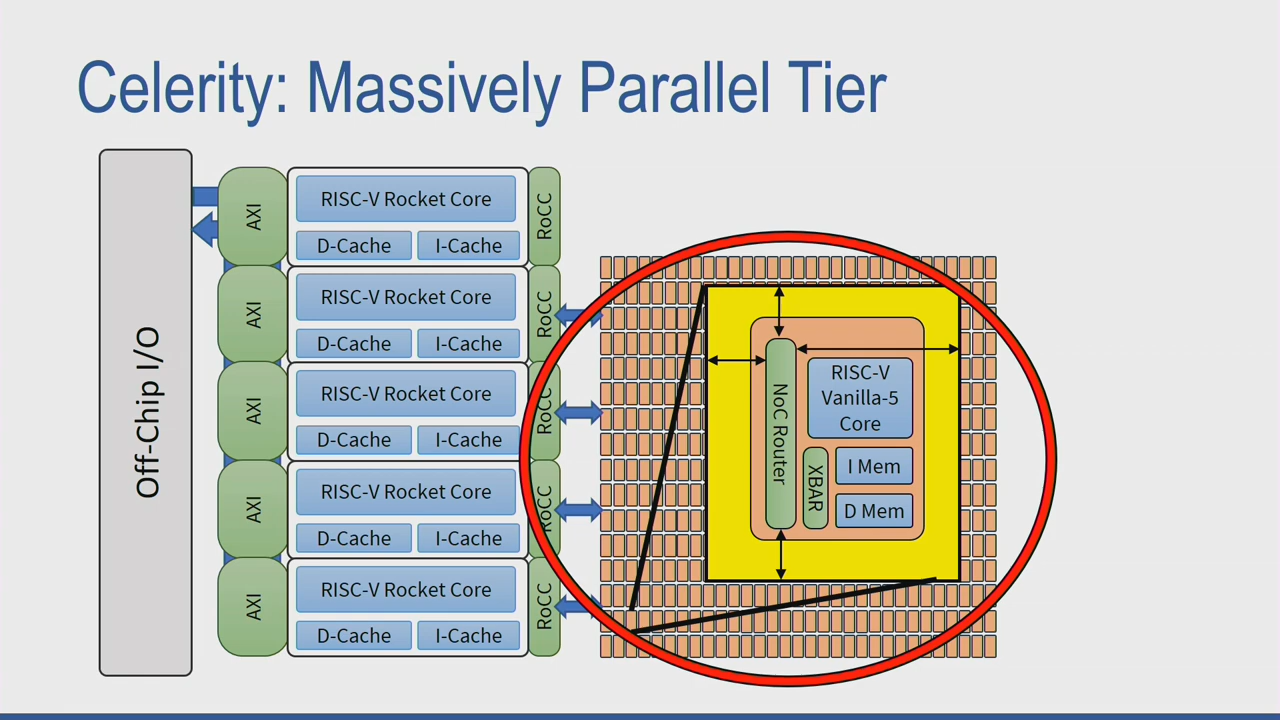 Celerity: Massively Parallel Tier
Off-Chip I/O
AXI
RISC-V Rocket Core
D-Cache
I-Cache
RoCC
AXI
RISC-V Rocket Core
D-Cache
I-Cache
RoCC
AXI
RISC-V Rocket Core
D-Cache
I-Cache
RoCC
AXI
RISC-V Rocket Core
D-Cache
I-Cache
RoCC
AXI
RISC-V Rocket Core
D-Cache
I-Cache
RoCC
NoC Router
RISC-V
Vanilla-5
Core
XBAR
I Mem
D Mem